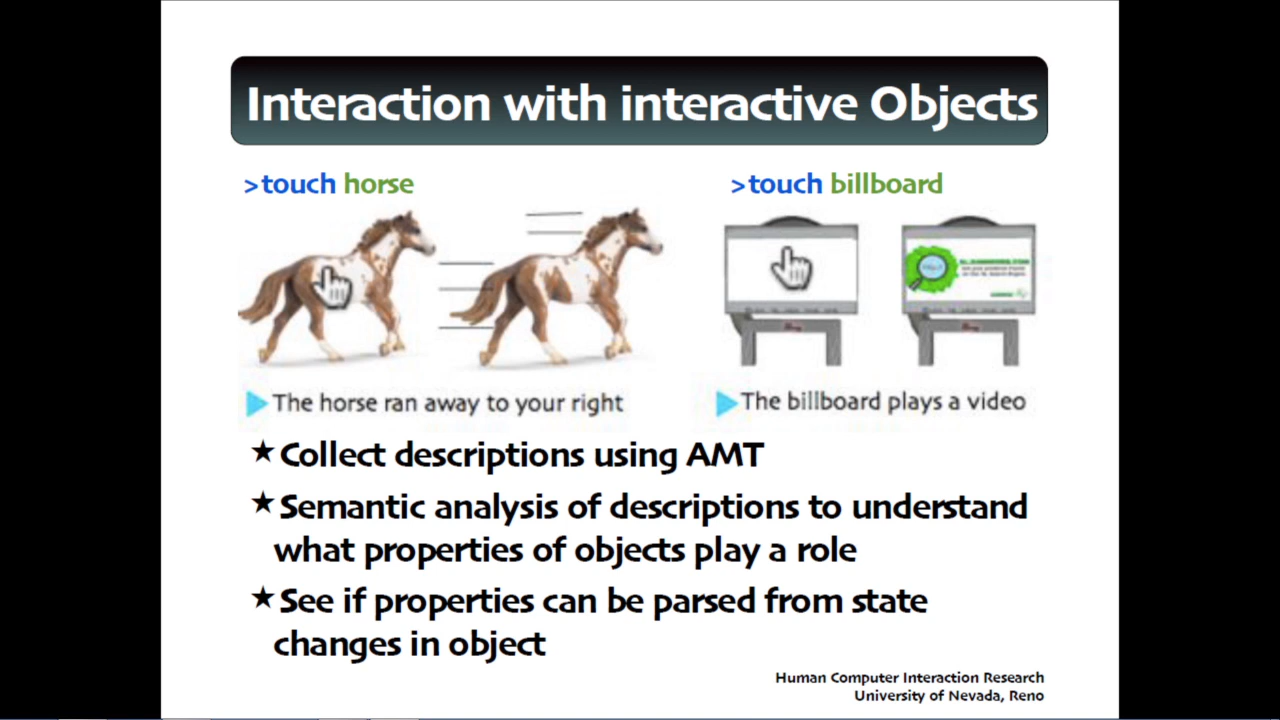 Interaction with interactive Objects
>touch horse
>touch billboard
The horse ran away to your right
The billboard plays a video
★Collect descriptions using AMT
★Semantic analysis of descriptions to understand
what properties of objects play a role
★See if properties can be parsed from state
changes in object
Human Computer Interaction Research
University of Nevada, Reno